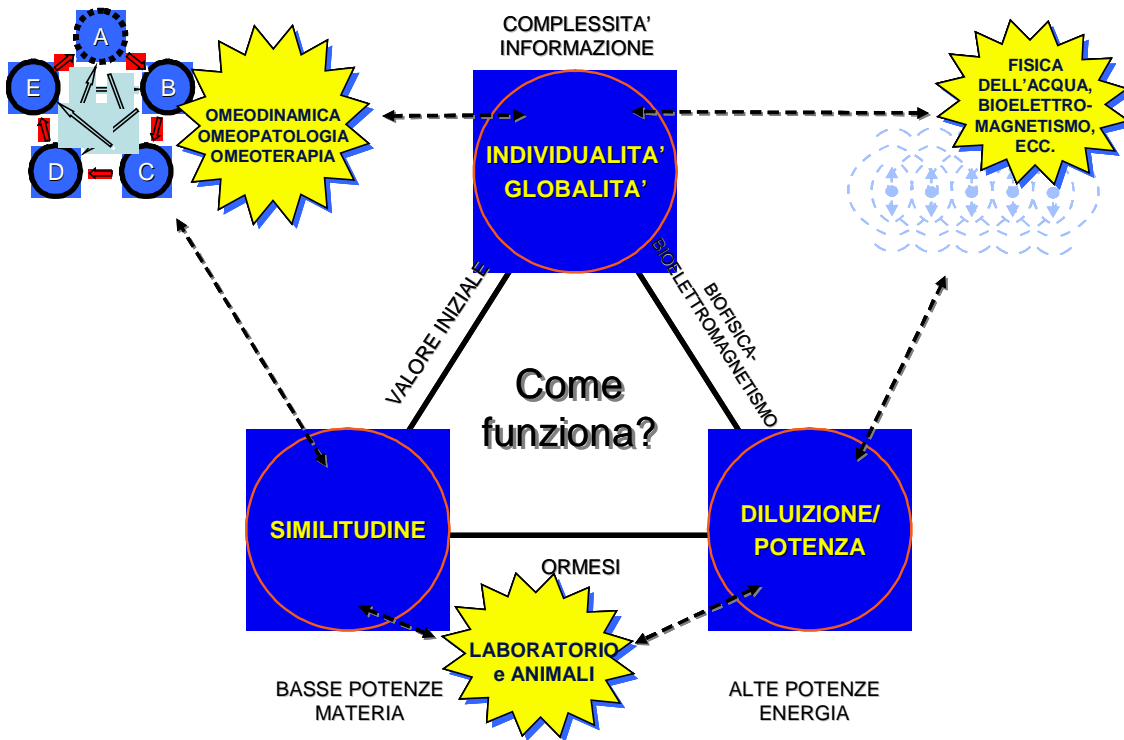 COMPLESSITA'
INFORMAZIONE
A
E
B
D
C
OMEODINAMICA
OMEOPATOLOGIA
OMEOTERAPIA
FISICA
DELL'ACQUA,
BIOELETTRO-
MAGNETISMO,
ECC.
INDIVIDUALITA'
GLOBALITA'
VALORE INIZIALE
BIOFISICA-
BIOELETTROMAGNETISMO
Come
funziona?
SIMILITUDINE
DILUIZIONE/
POTENZA
ORMESI
LABORATORIO
e ANIMALI
BASSE POTENZE
MATERIA
ALTE POTENZE
ENERGIA